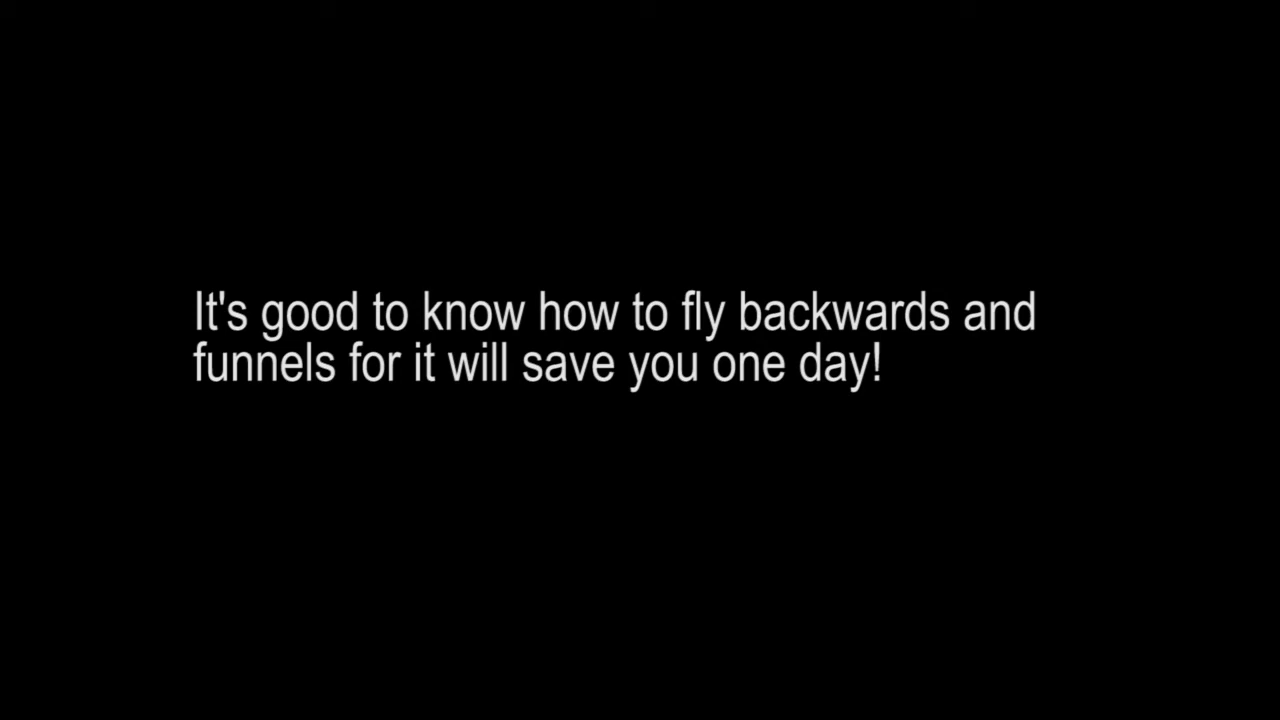 It's good to know how to fly backwards and
funnels for it will save you one day!